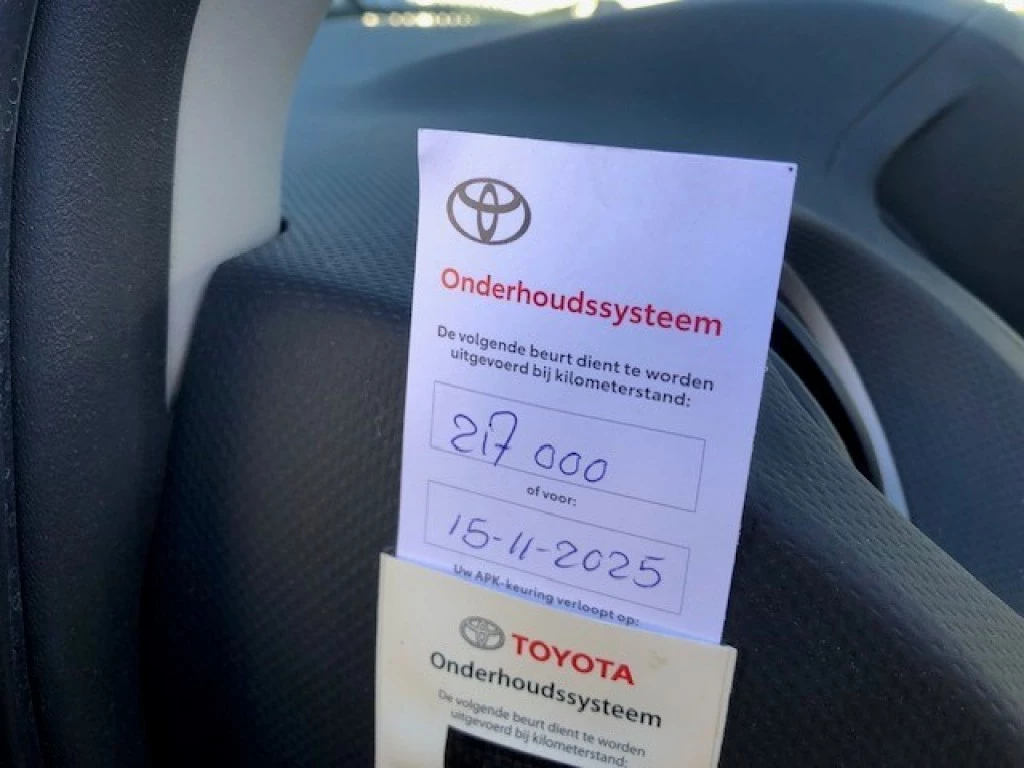 Onderhoudssysteem
De volgende beurt dient te worden
uitgevoerd bij kilometerstand:
217 000
of voor:
15-11-2025
Uw APK-keuring verloopt op:
TOYOTA
Onderhoudssysteem
De volgende beurt dient te worden
uitgevoerd bij kilometerstand: